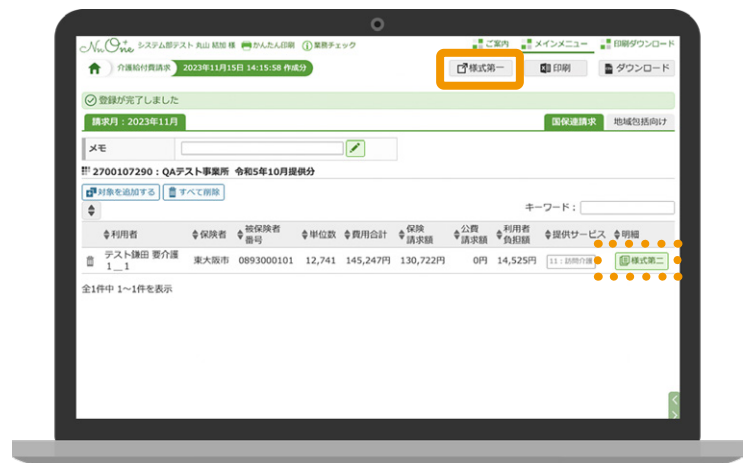 Nu One システム部テスト 丸山 結加 様 かんたん印刷 業務チェック ご案内 メインメニュー 印刷ダウンロード
介護給付費請求 2023年11月15日 14:15:58 作成分 様式第一 印刷 ダウンロード
登録が完了しました
請求月：2023年11月 国保連請求 地域包括向け
メモ
2700107290：QAテスト事業所 令和5年10月提供分
対象を追加する すべて削除
キーワード：
利用者 保険者 被保険者番号 単位数 費用合計 保険請求額 公費請求額 利用者負担額 提供サービス 明細
テスト鎌田 要介護1__1 東大阪市 0893000101 12,741 145,247円 130,722円 0円 14,525円 11：訪問介護 様式第二
全1件中 1～1件を表示